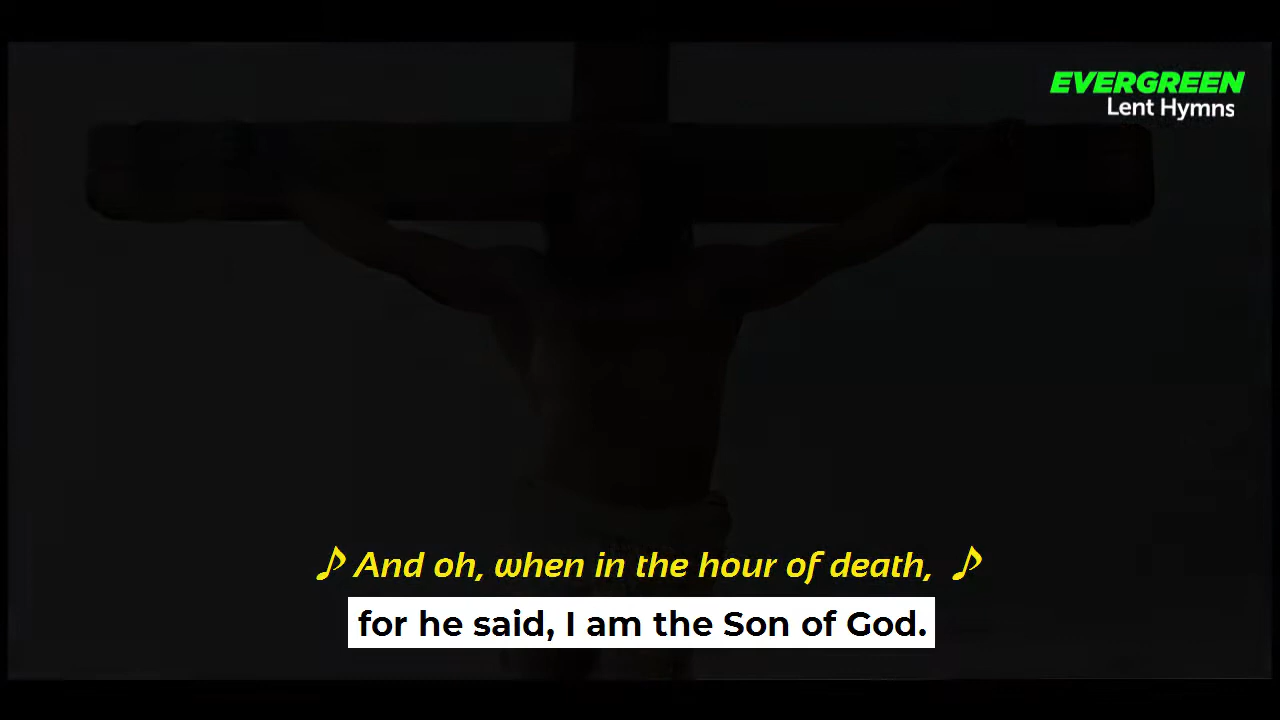 EVERGREEN
Lent Hymns
♪ And oh, when in the hour of death, ♪
for he said, I am the Son of God.